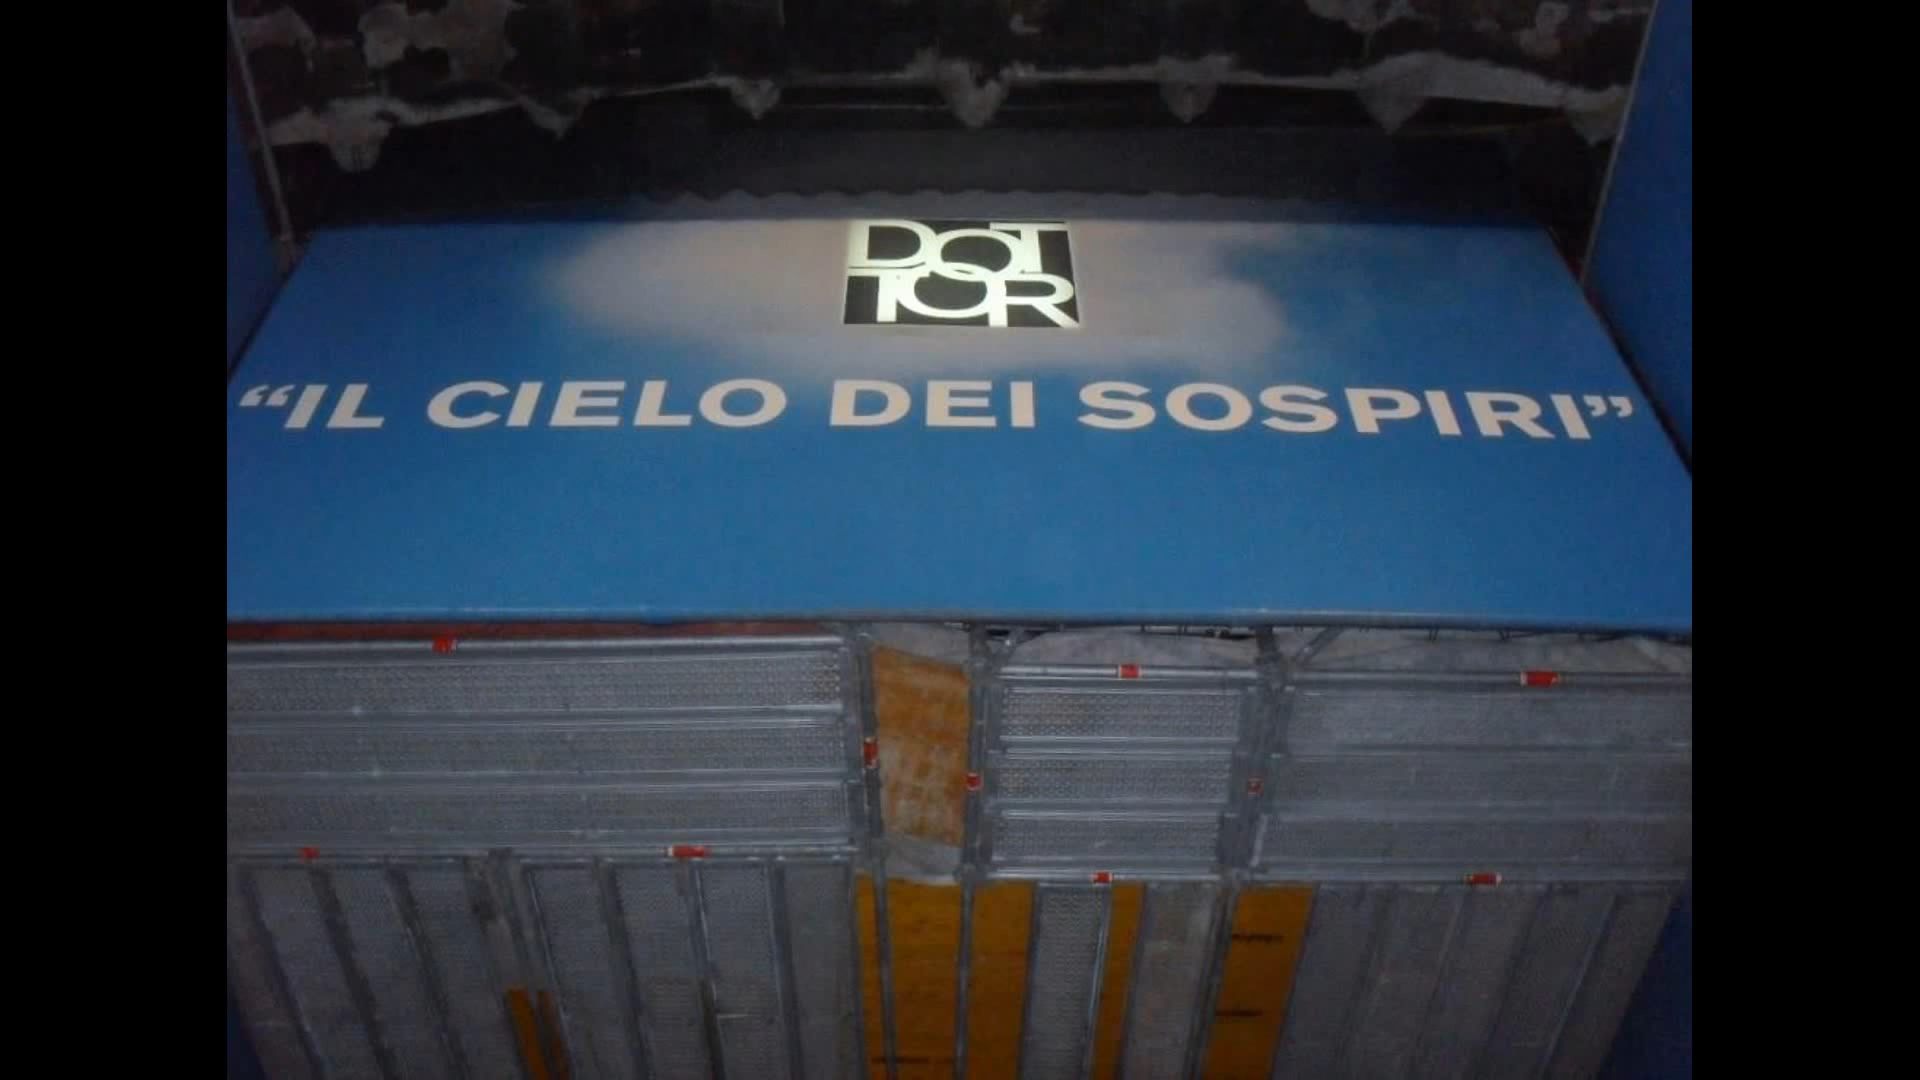 DOT
TOR
“IL CIELO DEI SOSPIRI”